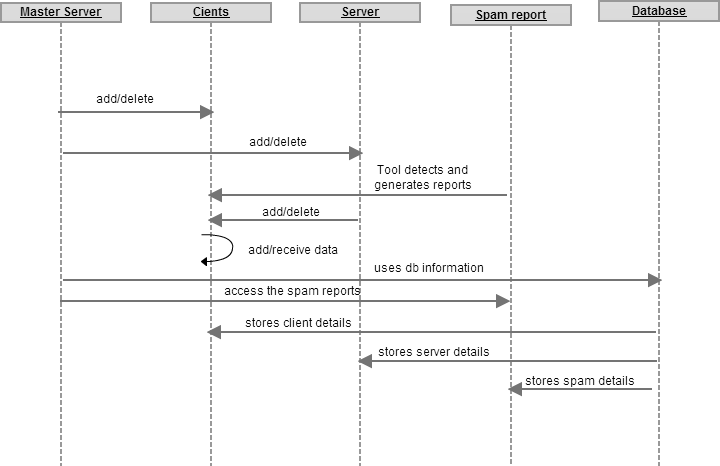 Master Server
Cients
Server
Spam report
Database
add/delete
add/delete
Tool detects and
generates reports
add/delete
add/receive data
uses db information
access the spam reports
stores client details
stores server details
stores spam details